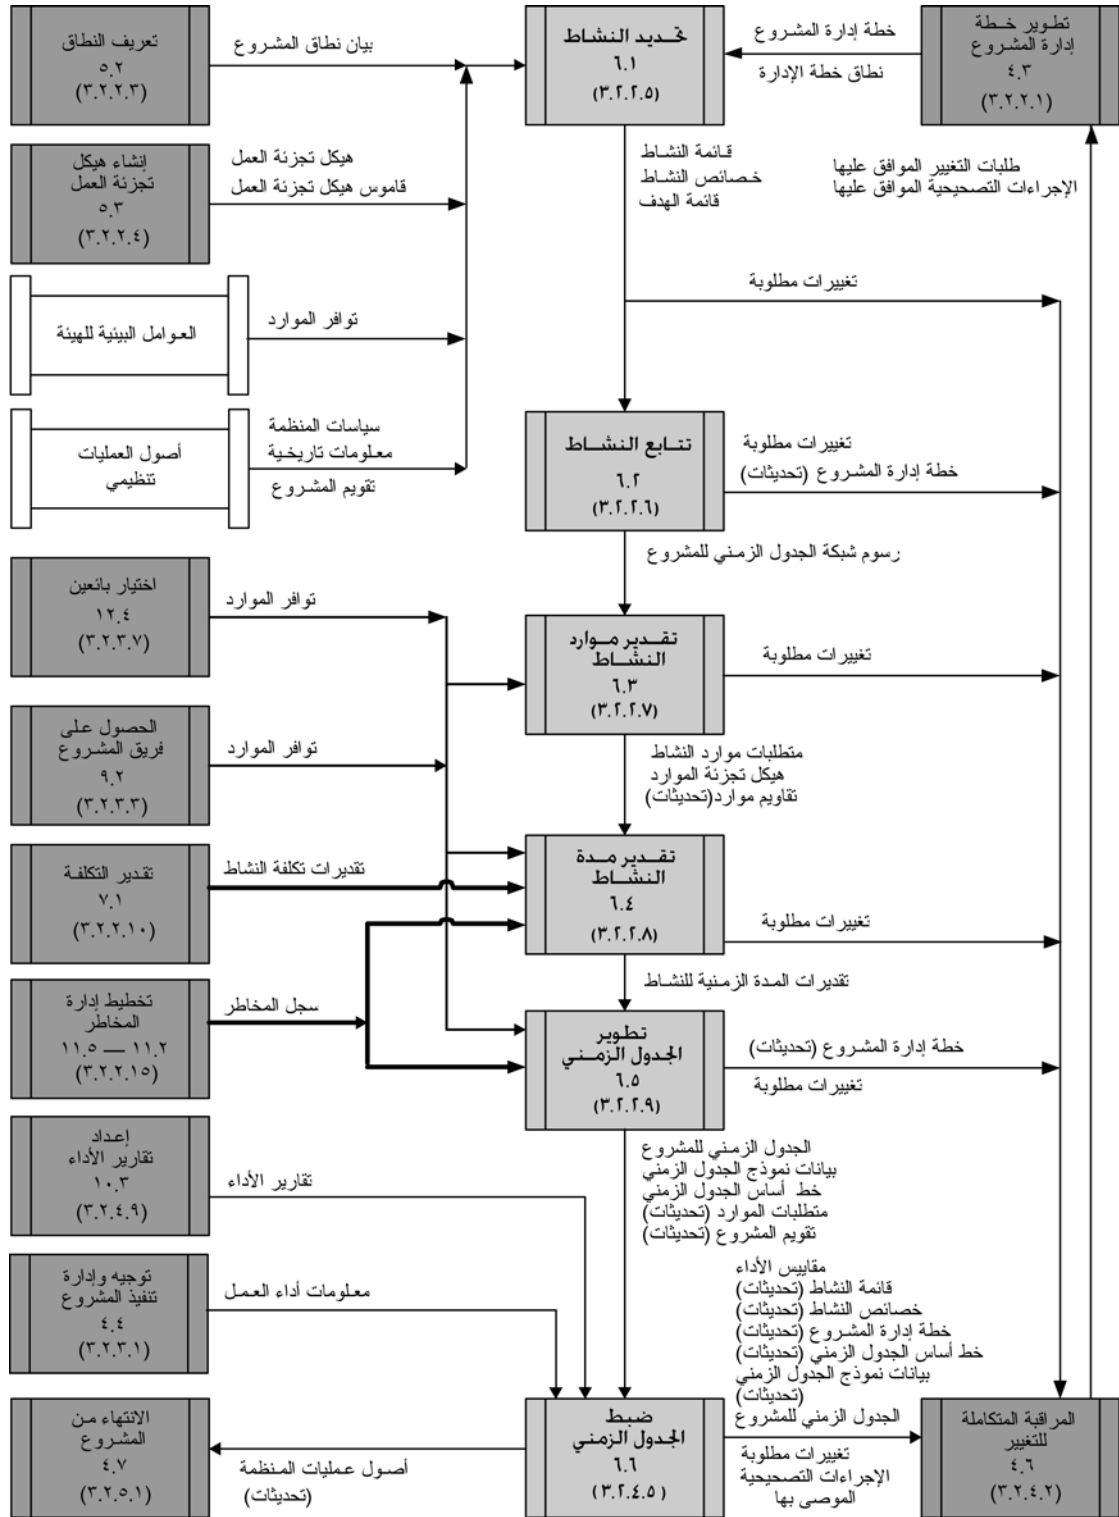 تطوير خطة
إدارة المشروع
٤.٣
(٣.٢.٢.١)
خطة إدارة المشروع
نطاق خطة الإدارة
تحديد النشاط
٦.١
(٣.٢.٢.٥)
بيان نطاق المشروع
تعريف النطاق
٥.٢
(٣.٢.٢.٣)
طلبات التغيير الموافق عليها
الإجراءات التصحيحية الموافق عليها
قائمة النشاط
خصائص النشاط
قائمة الهدف
هيكل تجزئة العمل
قاموس هيكل تجزئة العمل
إنشاء هيكل
تجزئة العمل
٥.٣
(٣.٢.٢.٤)
تغييرات مطلوبة
توافر الموارد
العوامل البيئية للهيئة
تغييرات مطلوبة
خطة إدارة المشروع (تحديثات)
تتابع النشاط
٦.٢
(٣.٢.٢.٦)
سياسات المنظمة
معلومات تاريخية
تقويم المشروع
أصول العمليات
تنظيمي
رسوم شبكة الجدول الزمني للمشروع
توافر الموارد
اختيار بائعين
١٢.٤
(٣.٢.٣.٧)
تغييرات مطلوبة
تقدير موارد
النشاط
٦.٣
(٣.٢.٢.٧)
توافر الموارد
الحصول على
فريق المشروع
٩.٢
(٣.٢.٣.٣)
متطلبات موارد النشاط
هيكل تجزئة الموارد
تقاويم موارد(تحديثات)
تغييرات مطلوبة
تقدير مدة
النشاط
٦.٤
(٣.٢.٢.٨)
تقديرات تكلفة النشاط
تقدير التكلفة
٧.١
(٣.٢.٢.١٠)
تقديرات المدة الزمنية للنشاط
سجل المخاطر
تخطيط إدارة
المخاطر
١١.٢ — ١١.٥
(٣.٢.٢.١٥)
خطة إدارة المشروع (تحديثات)
تغييرات مطلوبة
تطوير
الجدول الزمني
٦.٥
(٣.٢.٢.٩)
الجدول الزمني للمشروع
بيانات نموذج الجدول الزمني
خط أساس الجدول الزمني
متطلبات الموارد (تحديثات)
تقويم المشروع (تحديثات)
تقارير الأداء
إعداد
تقارير الأداء
١٠.٣
(٣.٢.٤.٩)
معلومات أداء العمل
توجيه وإدارة
تنفيذ المشروع
٤.٤
(٣.٢.٣.١)
مقاييس الأداء
قائمة النشاط (تحديثات)
خصائص النشاط (تحديثات)
خطة إدارة المشروع (تحديثات)
خط أساس الجدول الزمني (تحديثات)
بيانات نموذج الجدول الزمني
(تحديثات)
الجدول الزمني للمشروع
تغييرات مطلوبة
الإجراءات التصحيحية
الموصى بها
المراقبة المتكاملة
للتغيير
٤.٦
(٣.٢.٤.٢)
ضبط
الجدول الزمني
٦.٦
(٣.٢.٤.٥)
أصول عمليات المنظمة
(تحديثات)
الانتهاء من
المشروع
٤.٧
(٣.٢.٥.١)